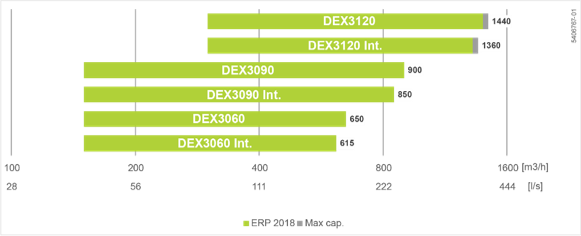 DEX3120 1440
DEX3120 Int. 1360
DEX3090 900
DEX3090 Int. 850
DEX3060 650
DEX3060 Int. 615
5406767-01
100 200 400 800 1600 [m3/h]
28 56 111 222 444 [l/s]
ERP 2018 Max cap.